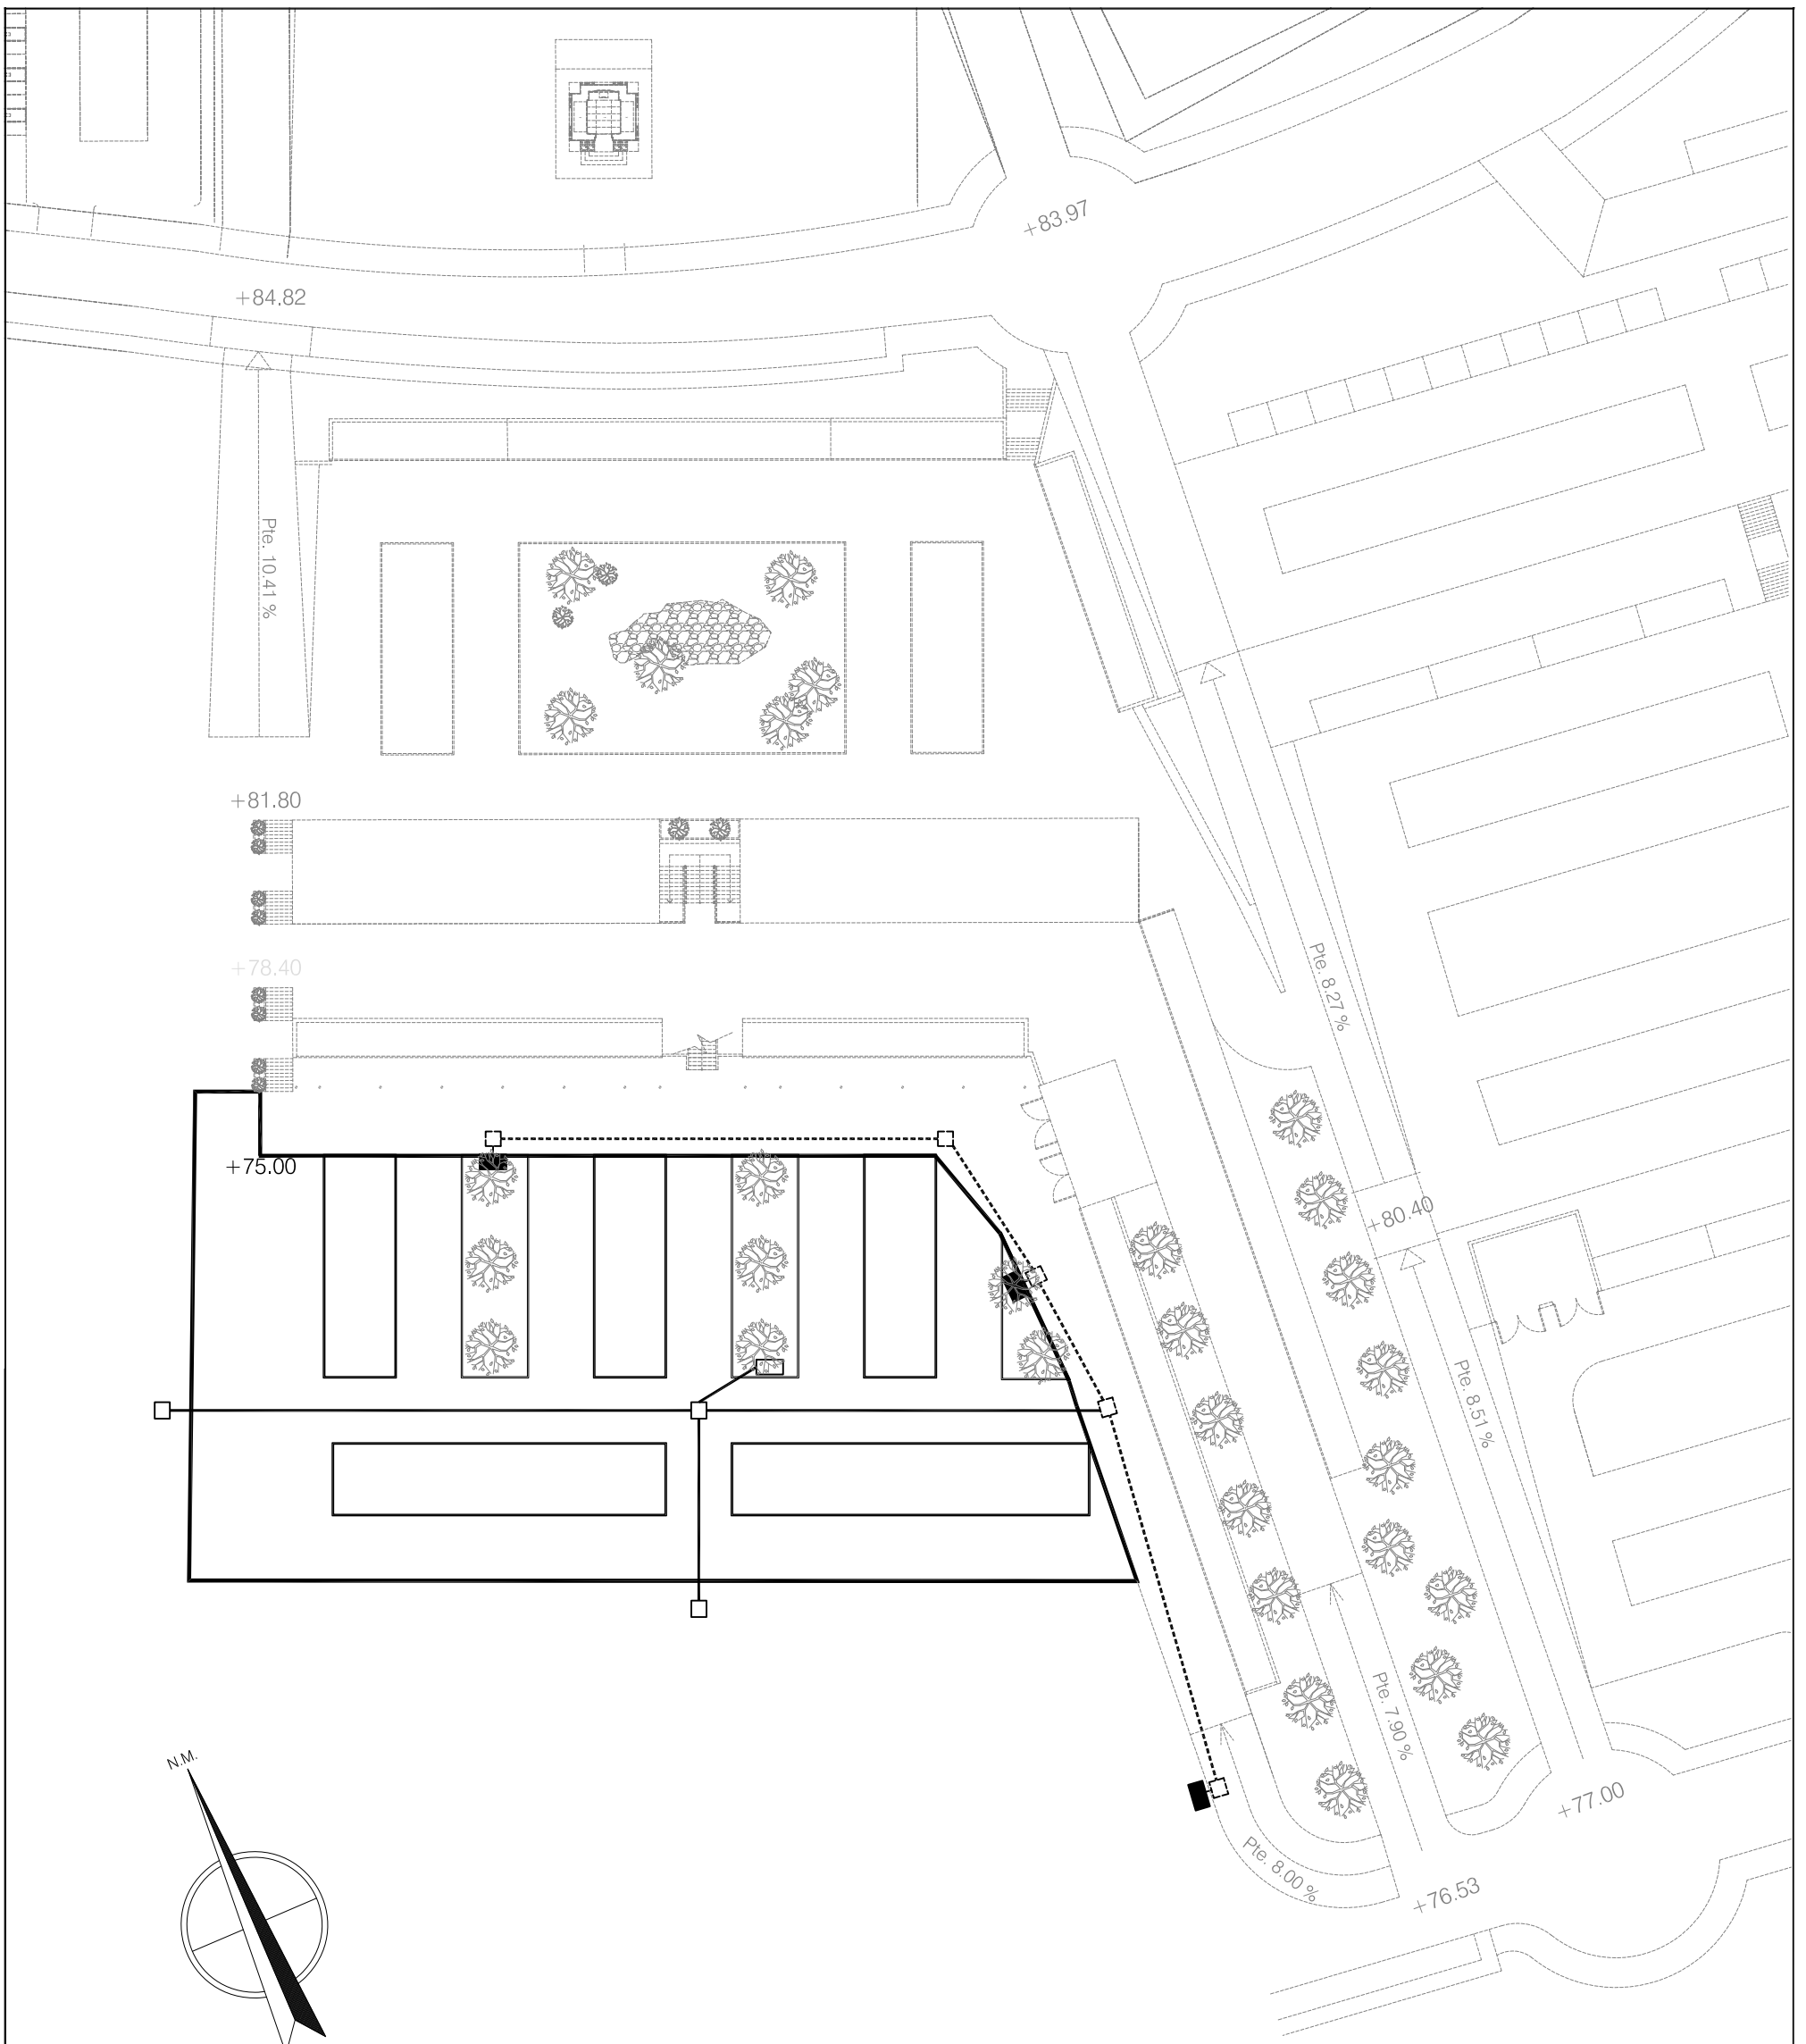 +83.97
+84.82
Pte. 10.41 %
+81.80
Pte. 8.27 %
+78.40
+75.00
+80.40
Pte. 8.51 %
Pte. 7.90 %
N.M.
+77.00
Pte. 8.00 %
+76.53